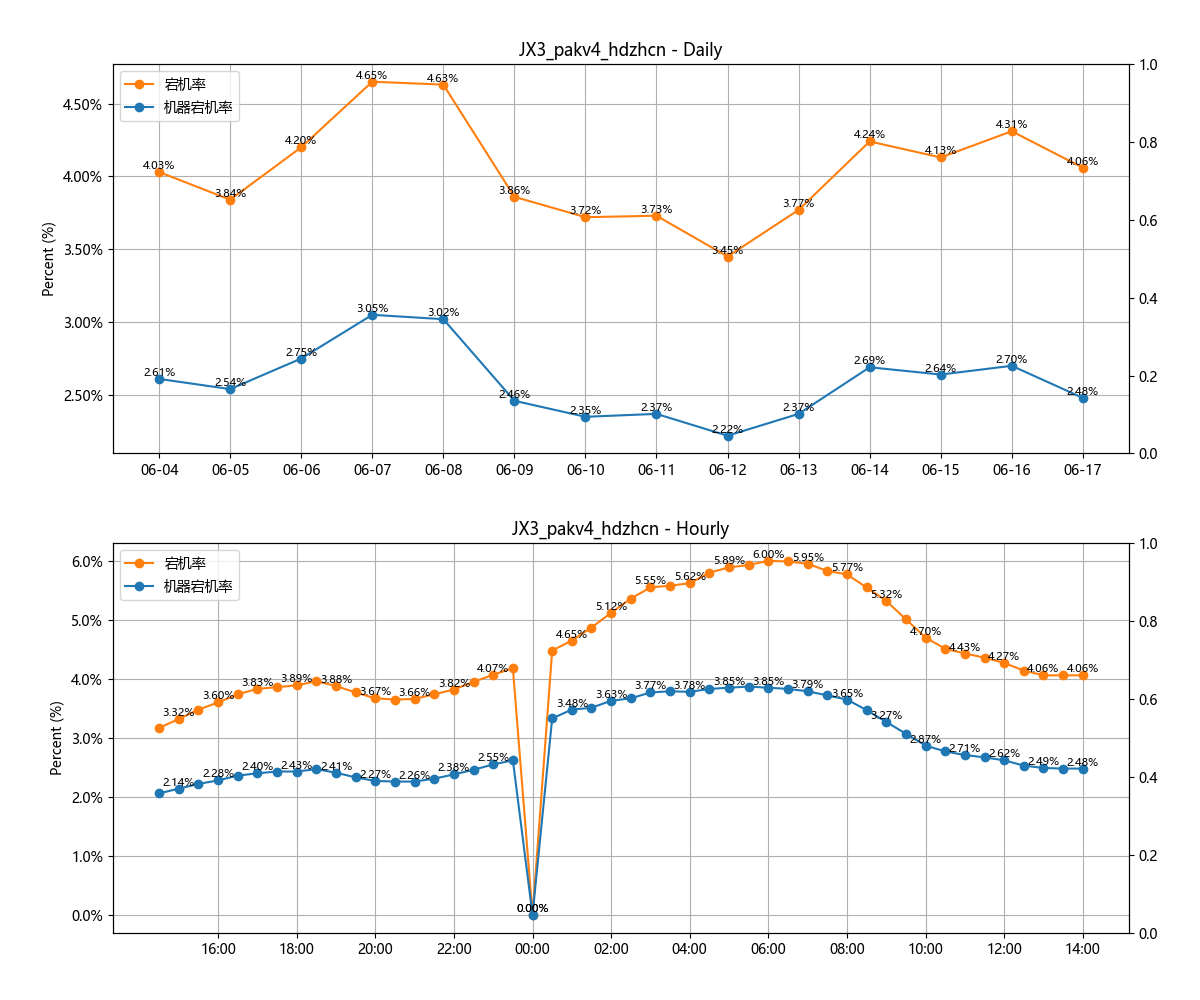 JX3_pakv4_hdzhcn - Daily
宕机率
机器宕机率
Percent (%)
4.50%
4.00%
3.50%
3.00%
2.50%
1.0
0.8
0.6
0.4
0.2
0.0
4.03% 3.84% 4.20% 4.65% 4.63% 3.86% 3.72% 3.73% 3.45% 3.77% 4.24% 4.13% 4.31% 4.06%
2.61% 2.54% 2.75% 3.05% 3.02% 2.46% 2.35% 2.37% 2.22% 2.37% 2.69% 2.64% 2.70% 2.48%
06-04 06-05 06-06 06-07 06-08 06-09 06-10 06-11 06-12 06-13 06-14 06-15 06-16 06-17
JX3_pakv4_hdzhcn - Hourly
宕机率
机器宕机率
Percent (%)
6.0%
5.0%
4.0%
3.0%
2.0%
1.0%
0.0%
1.0
0.8
0.6
0.4
0.2
0.0
3.32% 3.60% 3.83% 3.89% 3.88% 3.67% 3.66% 3.82% 4.07% 0.00% 4.65% 5.12% 5.55% 5.62% 5.89% 6.00% 5.95% 5.77% 5.32% 4.70% 4.43% 4.27% 4.06% 4.06%
2.14% 2.28% 2.40% 2.43% 2.41% 2.27% 2.26% 2.38% 2.55% 0.00% 3.48% 3.63% 3.77% 3.78% 3.85% 3.85% 3.79% 3.65% 3.27% 2.87% 2.71% 2.62% 2.49% 2.48%
16:00 18:00 20:00 22:00 00:00 02:00 04:00 06:00 08:00 10:00 12:00 14:00